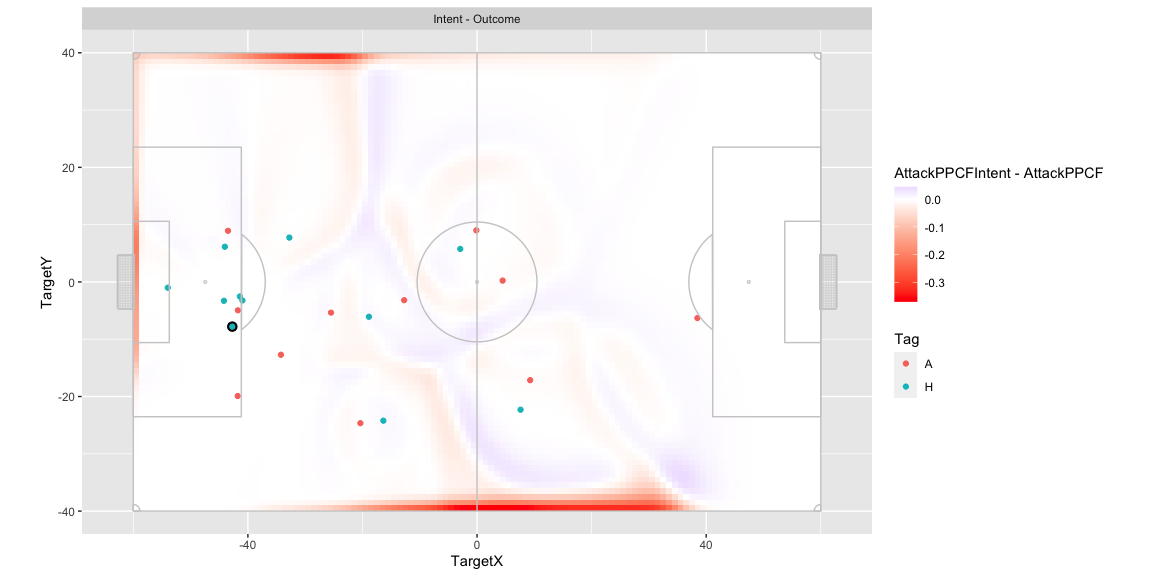 Intent - Outcome
40
20
0
-20
-40
TargetY
-40
0
40
TargetX
AttackPPCFIntent - AttackPPCF
0.0
-0.1
-0.2
-0.3
Tag
A
H